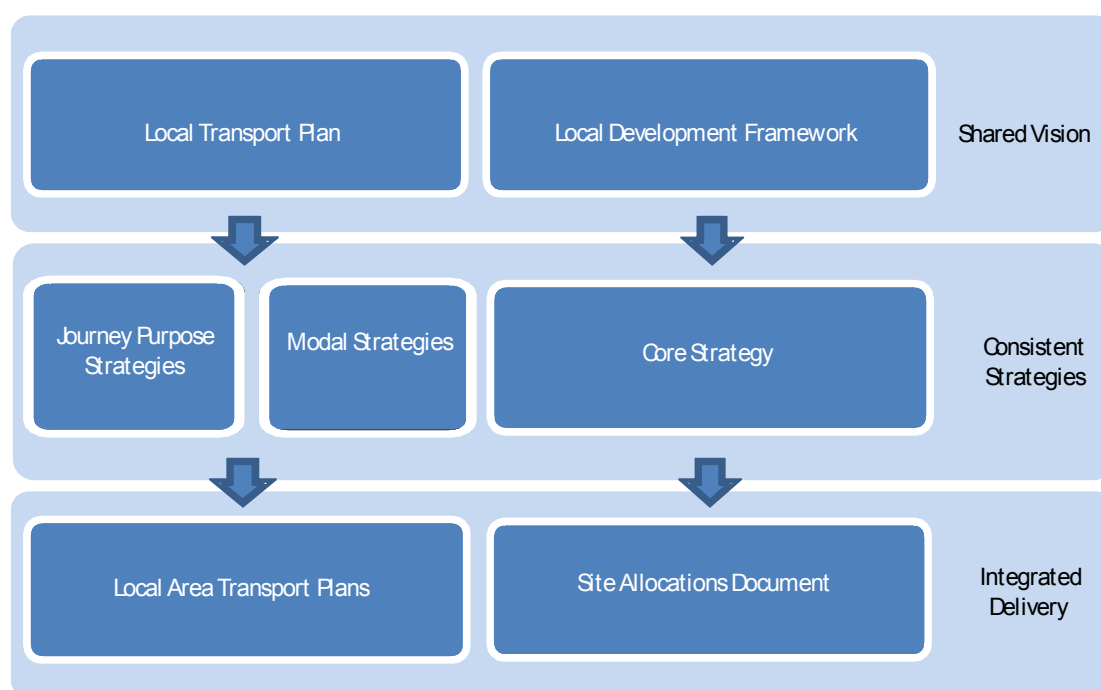 Local Transport Plan
Local Development Framework
Shared Vision
Journey Purpose
Strategies
Modal Strategies
Core Strategy
Consistent
Strategies
Local Area Transport Plans
Site Allocations Document
Integrated
Delivery